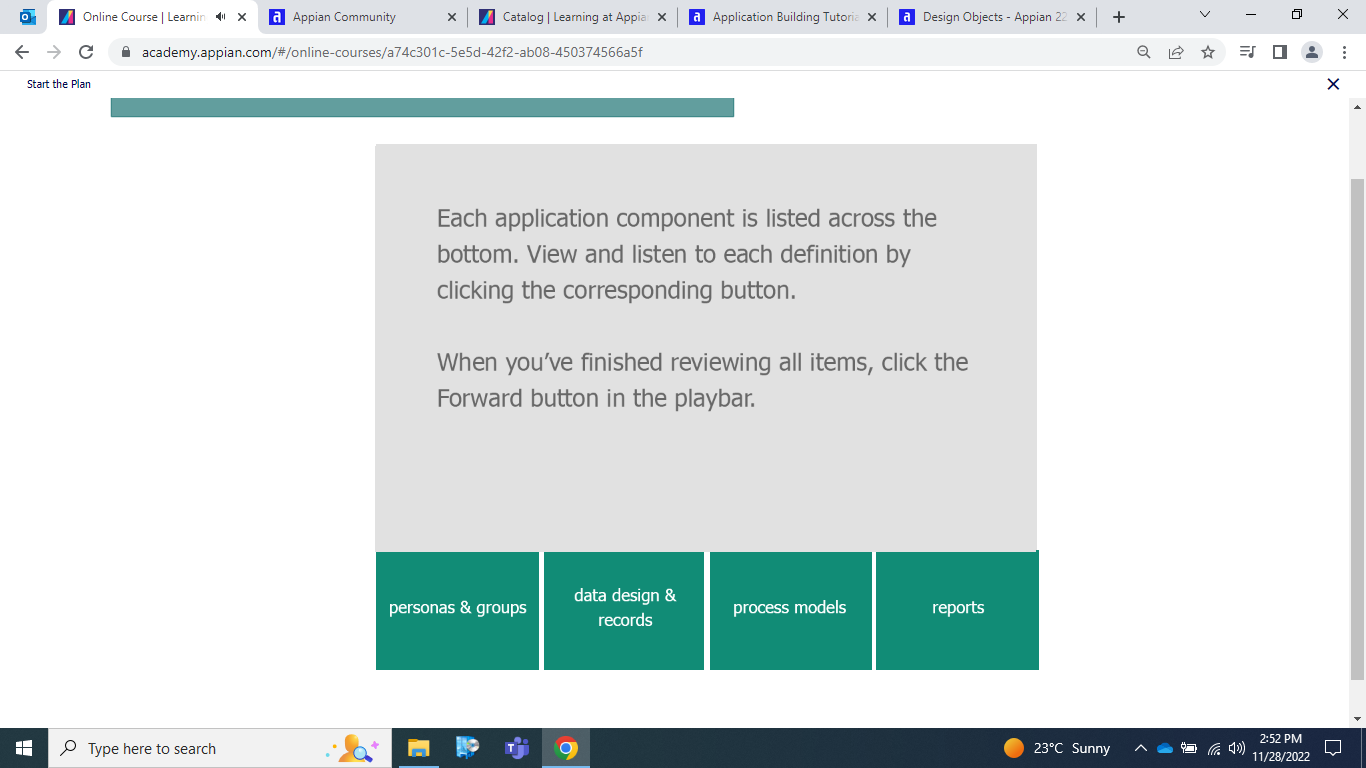 Online Course | Learnin
Appian Community
Catalog | Learning at Appia
Application Building Tutoria
Design Objects - Appian 22
academy.appian.com/#/online-courses/a74c301c-5e5d-42f2-ab08-450374566a5f
Start the Plan
Each application component is listed across the
bottom. View and listen to each definition by
clicking the corresponding button.
When you’ve finished reviewing all items, click the
Forward button in the playbar.
personas & groups
data design &
records
process models
reports
Type here to search
23°C Sunny
2:52 PM
11/28/2022